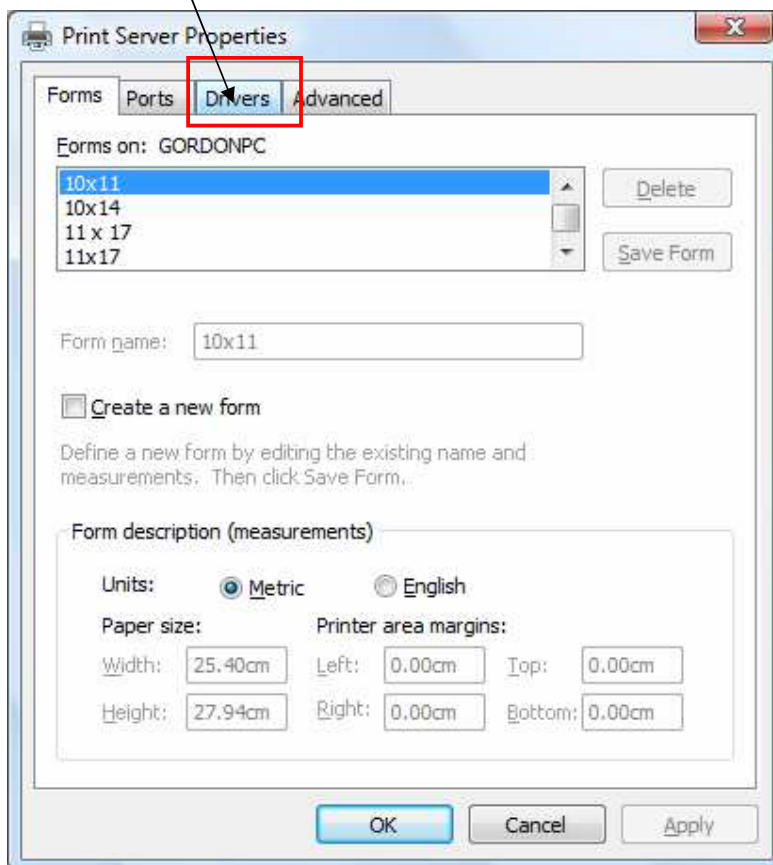 Print Server Properties
Forms Ports Drivers Advanced
Forms on: GORDONPC
10x11
10x14
11 x 17
11x17
Delete
Save Form
Form name: 10x11
Create a new form
Define a new form by editing the existing name and
measurements. Then click Save Form.
Form description (measurements)
Units: Metric English
Paper size: Printer area margins:
Width: 25.40cm Left: 0.00cm Top: 0.00cm
Height: 27.94cm Right: 0.00cm Bottom: 0.00cm
OK Cancel Apply